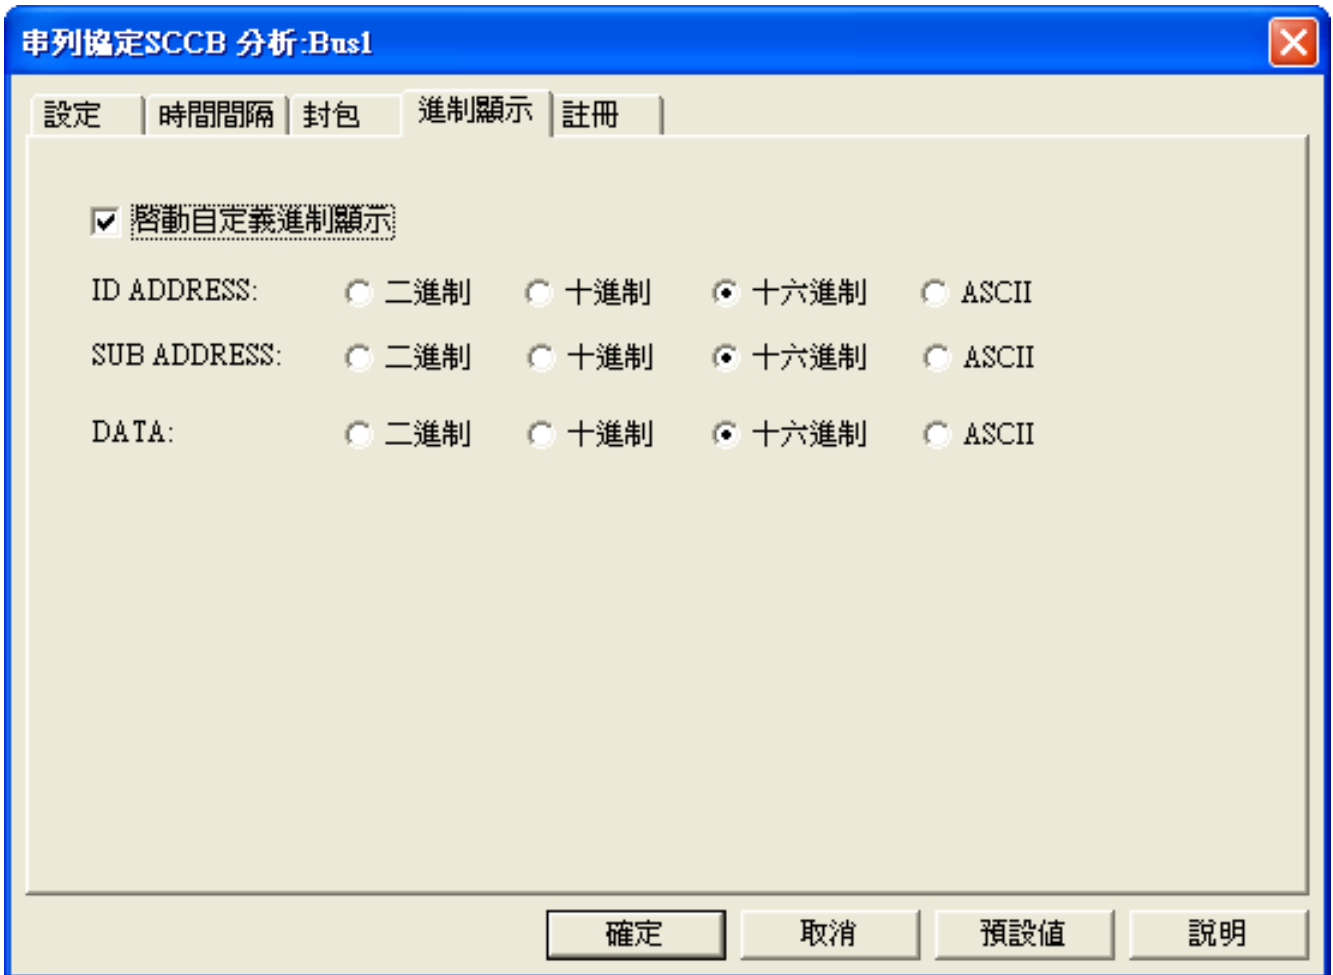 串列協定SCCB 分析:Bus1
設定 時間間隔 封包 進制顯示 註冊
啓動自定義進制顯示
ID ADDRESS: 二進制 十進制 十六進制 ASCII
SUB ADDRESS: 二進制 十進制 十六進制 ASCII
DATA: 二進制 十進制 十六進制 ASCII
確定 取消 預設値 說明